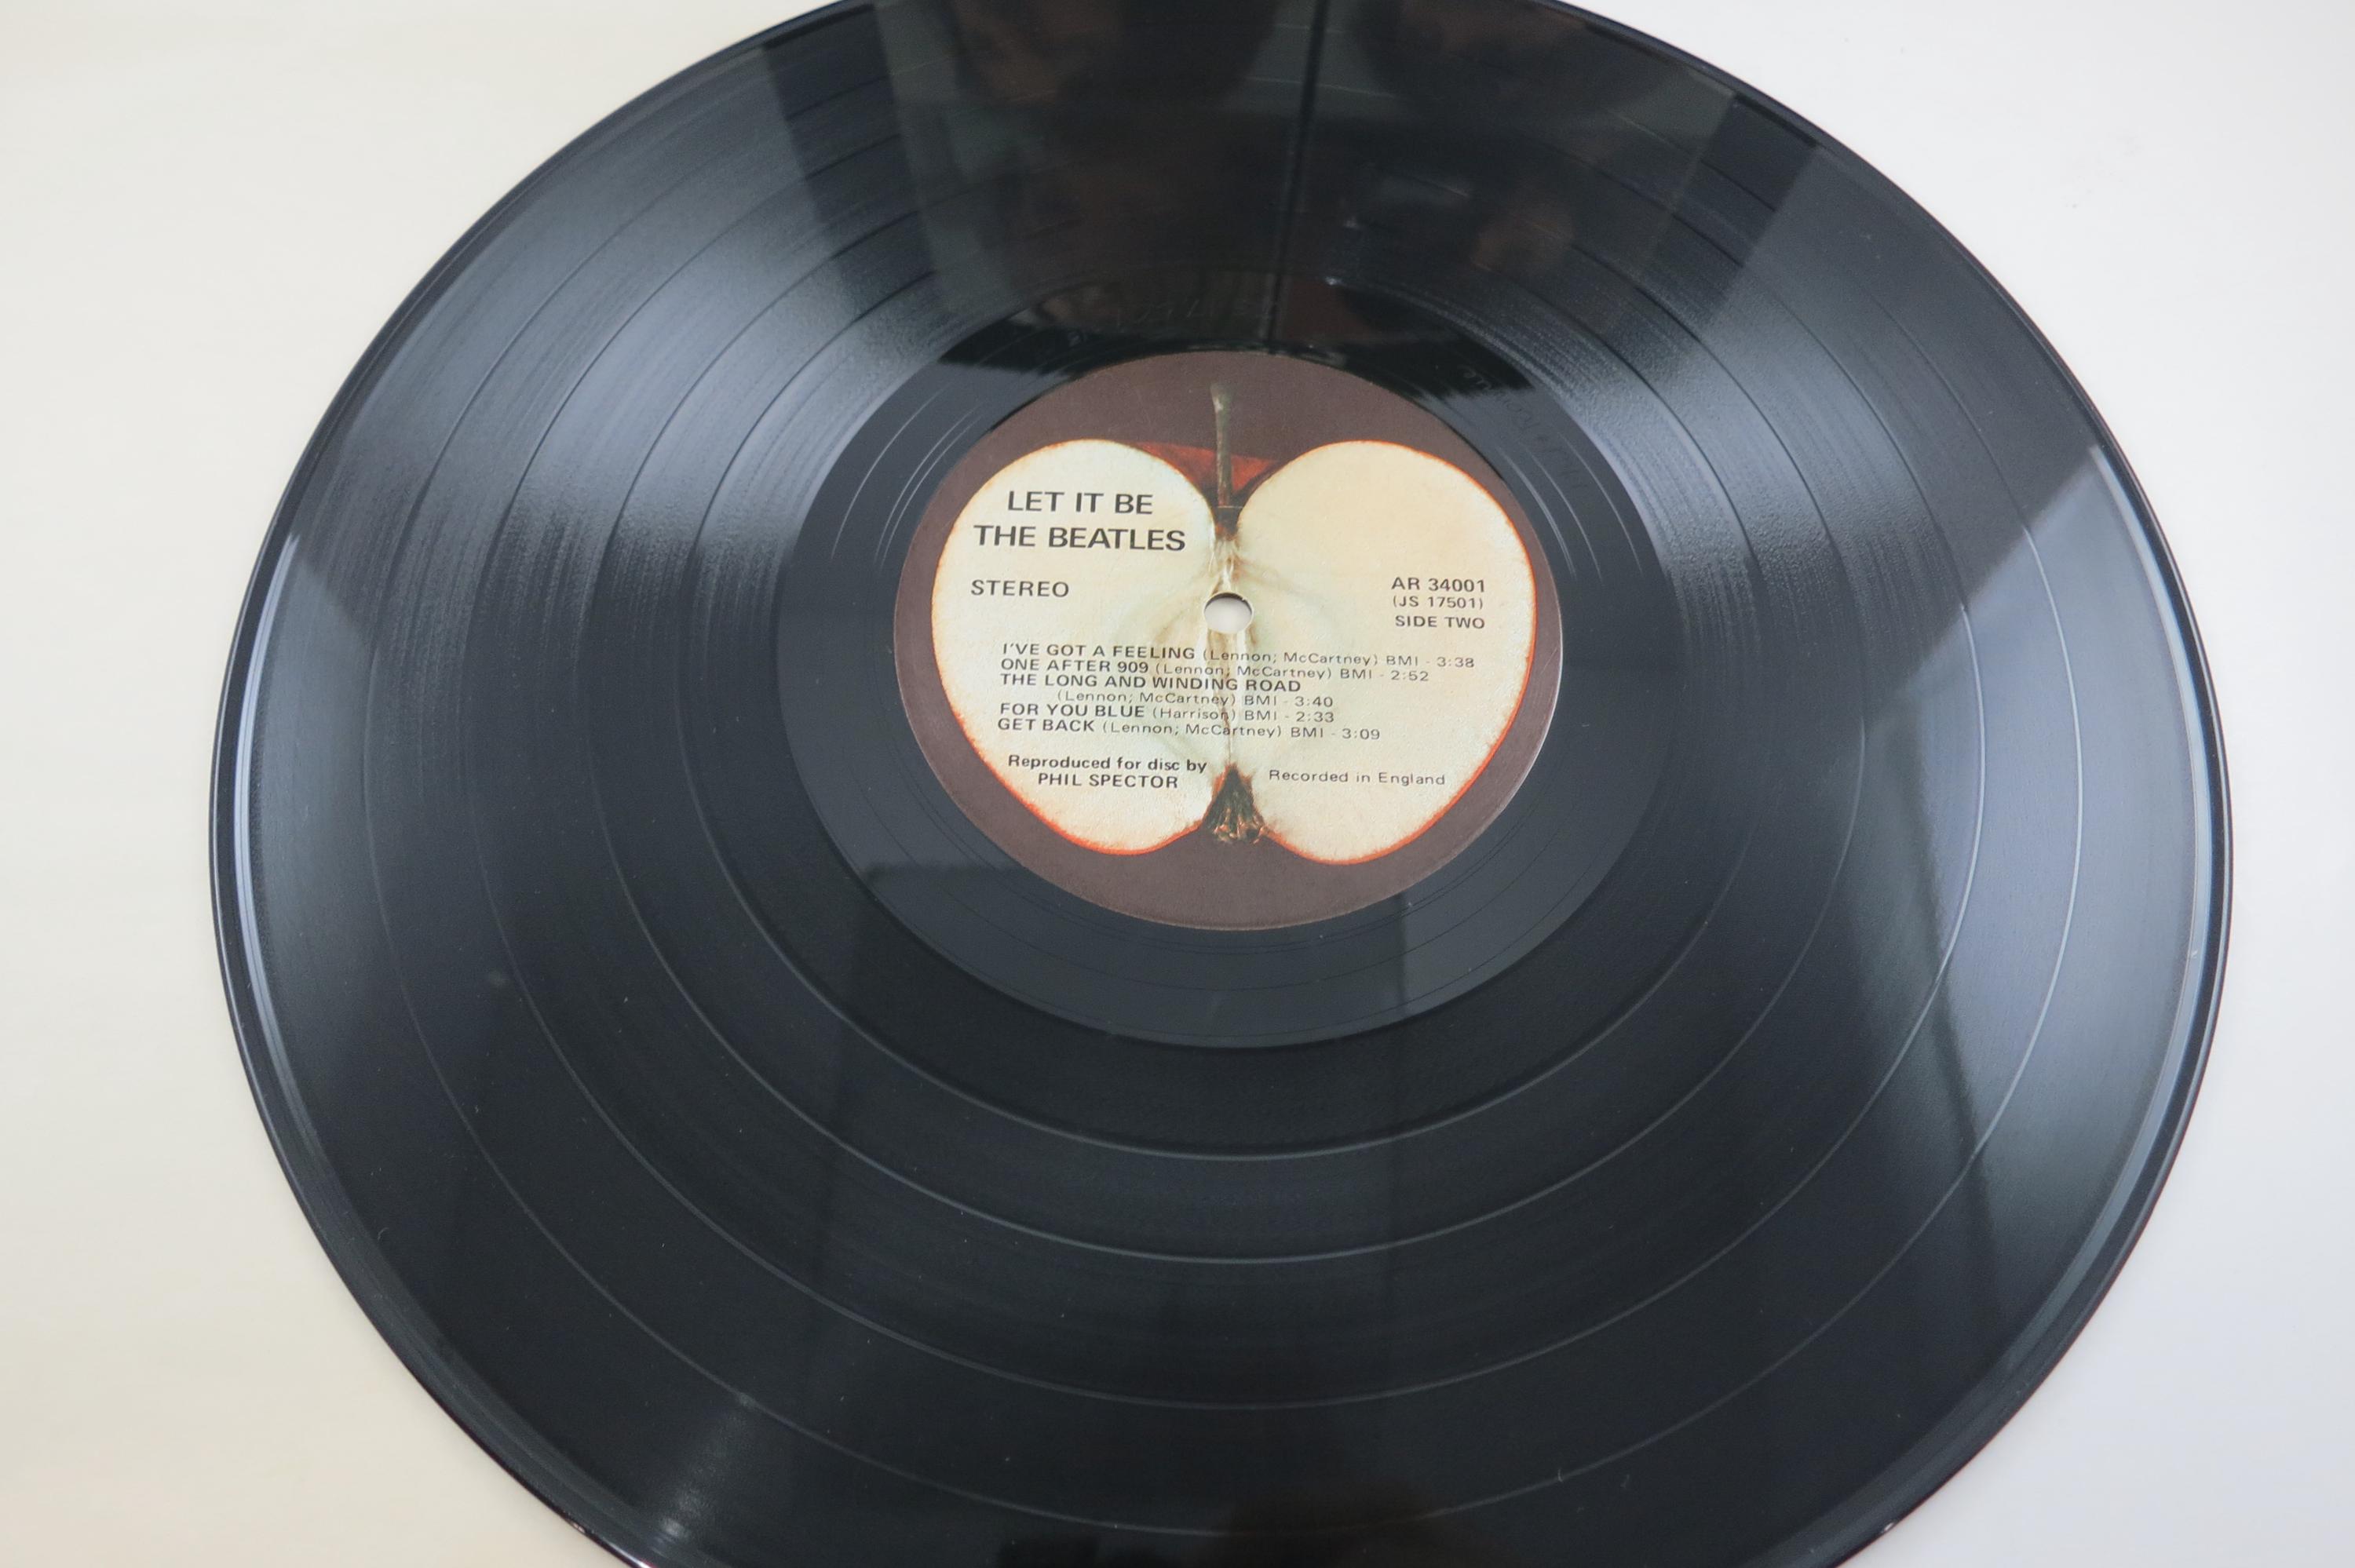 LET IT BE
THE BEATLES
STEREO
AR 34001
(JS 17501)
SIDE TWO
I'VE GOT A FEELING (Lennon; McCartney) BMI - 3:38
ONE AFTER 909 (Lennon; McCartney) BMI - 2:52
THE LONG AND WINDING ROAD
(Lennon; McCartney) BMI - 3:40
FOR YOU BLUE (Harrison) BMI - 2:33
GET BACK (Lennon; McCartney) BMI - 3:09
Reproduced for disc by
PHIL SPECTOR
Recorded in England